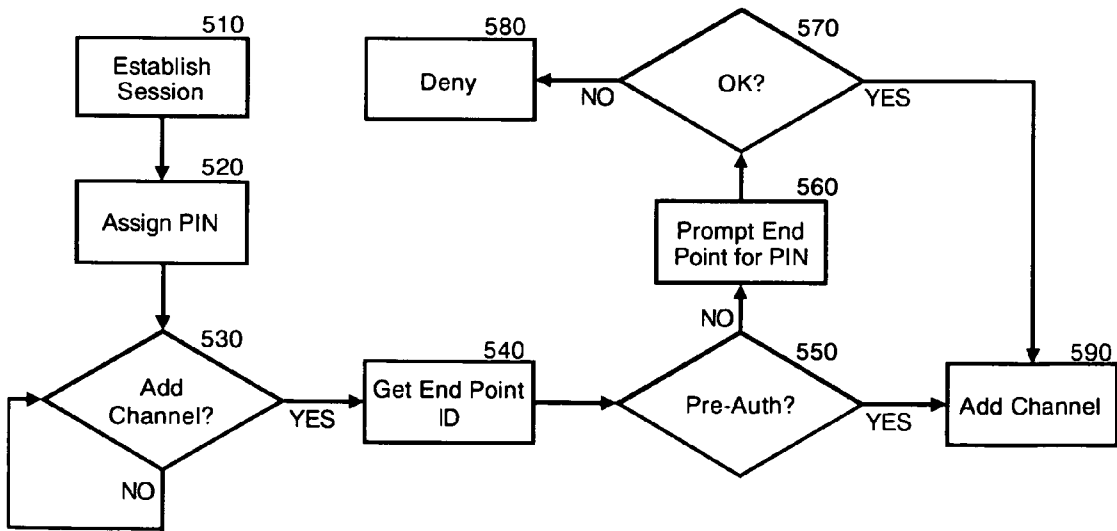 510
Establish
Session
520
Assign PIN
530
Add
Channel?
YES
NO
540
Get End Point
ID
550
Pre-Auth?
YES
NO
560
Prompt End
Point for PIN
570
OK?
YES
NO
580
Deny
590
Add Channel